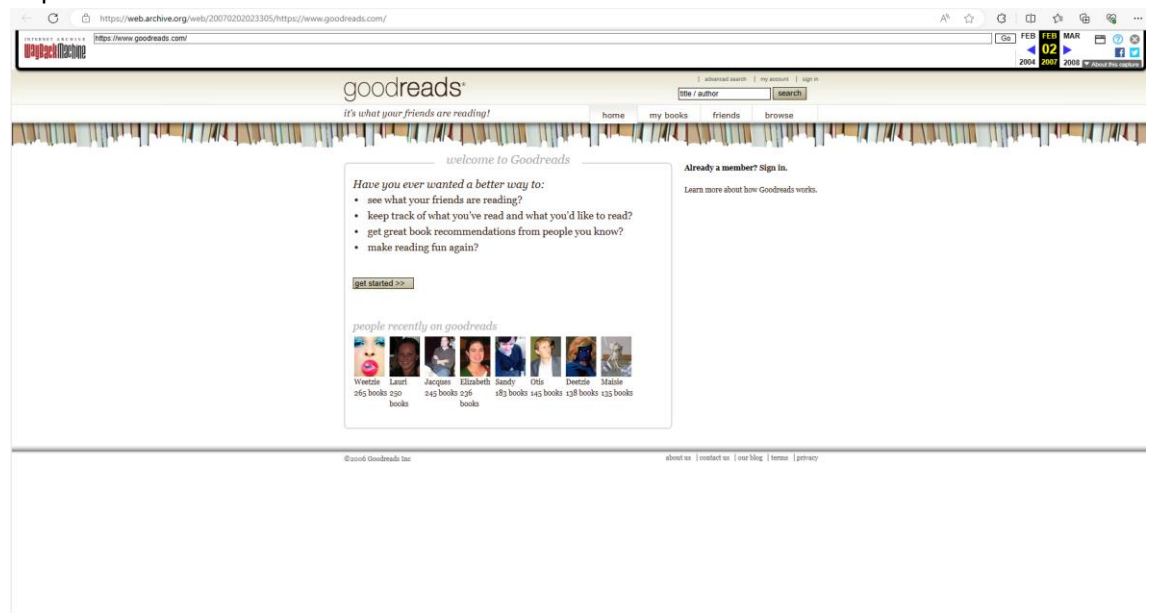 https://web.archive.org/web/20070202023305/https://www.goodreads.com/
INTERNET ARCHIVE
WayBackMachine
https://www.goodreads.com/
Go
FEB FEB MAR
02
2004 2007 2008
About this capture
goodreads
advanced search | my account | sign in
title / author search
it's what your friends are reading!
home my books friends browse
welcome to Goodreads
Have you ever wanted a better way to:
• see what your friends are reading?
• keep track of what you've read and what you'd like to read?
• get great book recommendations from people you know?
• make reading fun again?
get started >>
Already a member? Sign in.
Learn more about how Goodreads works.
people recently on goodreads
Weetzie Lauri Jacques Elizabeth Sandy Otis Deetzie Maisie
265 books 250 books 245 books 236 books 183 books 145 books 138 books 135 books
©2006 Goodreads Inc
about us | contact us | our blog | terms | privacy